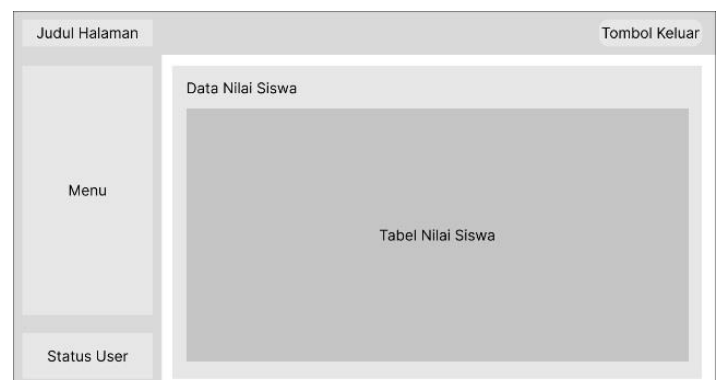 Judul Halaman
Tombol Keluar
Menu
Status User
Data Nilai Siswa
Tabel Nilai Siswa